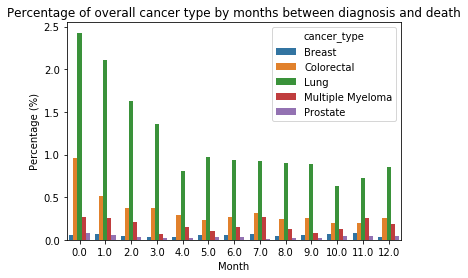 Percentage of overall cancer type by months between diagnosis and death
cancer_type
Breast
Colorectal
Lung
Multiple Myeloma
Prostate
2.5
2.0
1.5
1.0
0.5
0.0
Percentage (%)
0.0 1.0 2.0 3.0 4.0 5.0 6.0 7.0 8.0 9.0 10.0 11.0 12.0
Month